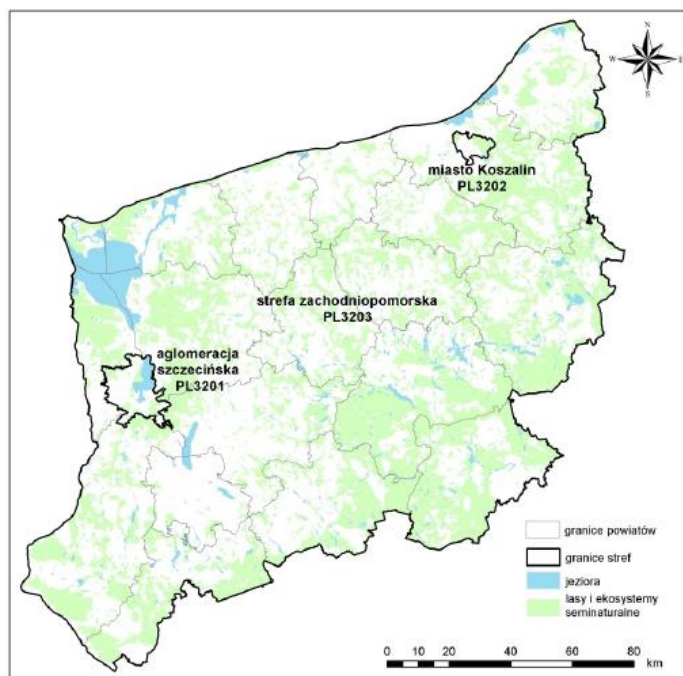 N
W
E
S
miasto Koszalin
PL3202
strefa zachodniopomorska
PL3203
aglomeracja
szczecińska
PL3201
granice powiatów
granice stref
jeziora
lasy i ekosystemy
seminaturalne
0 10 20 40 60 80
km